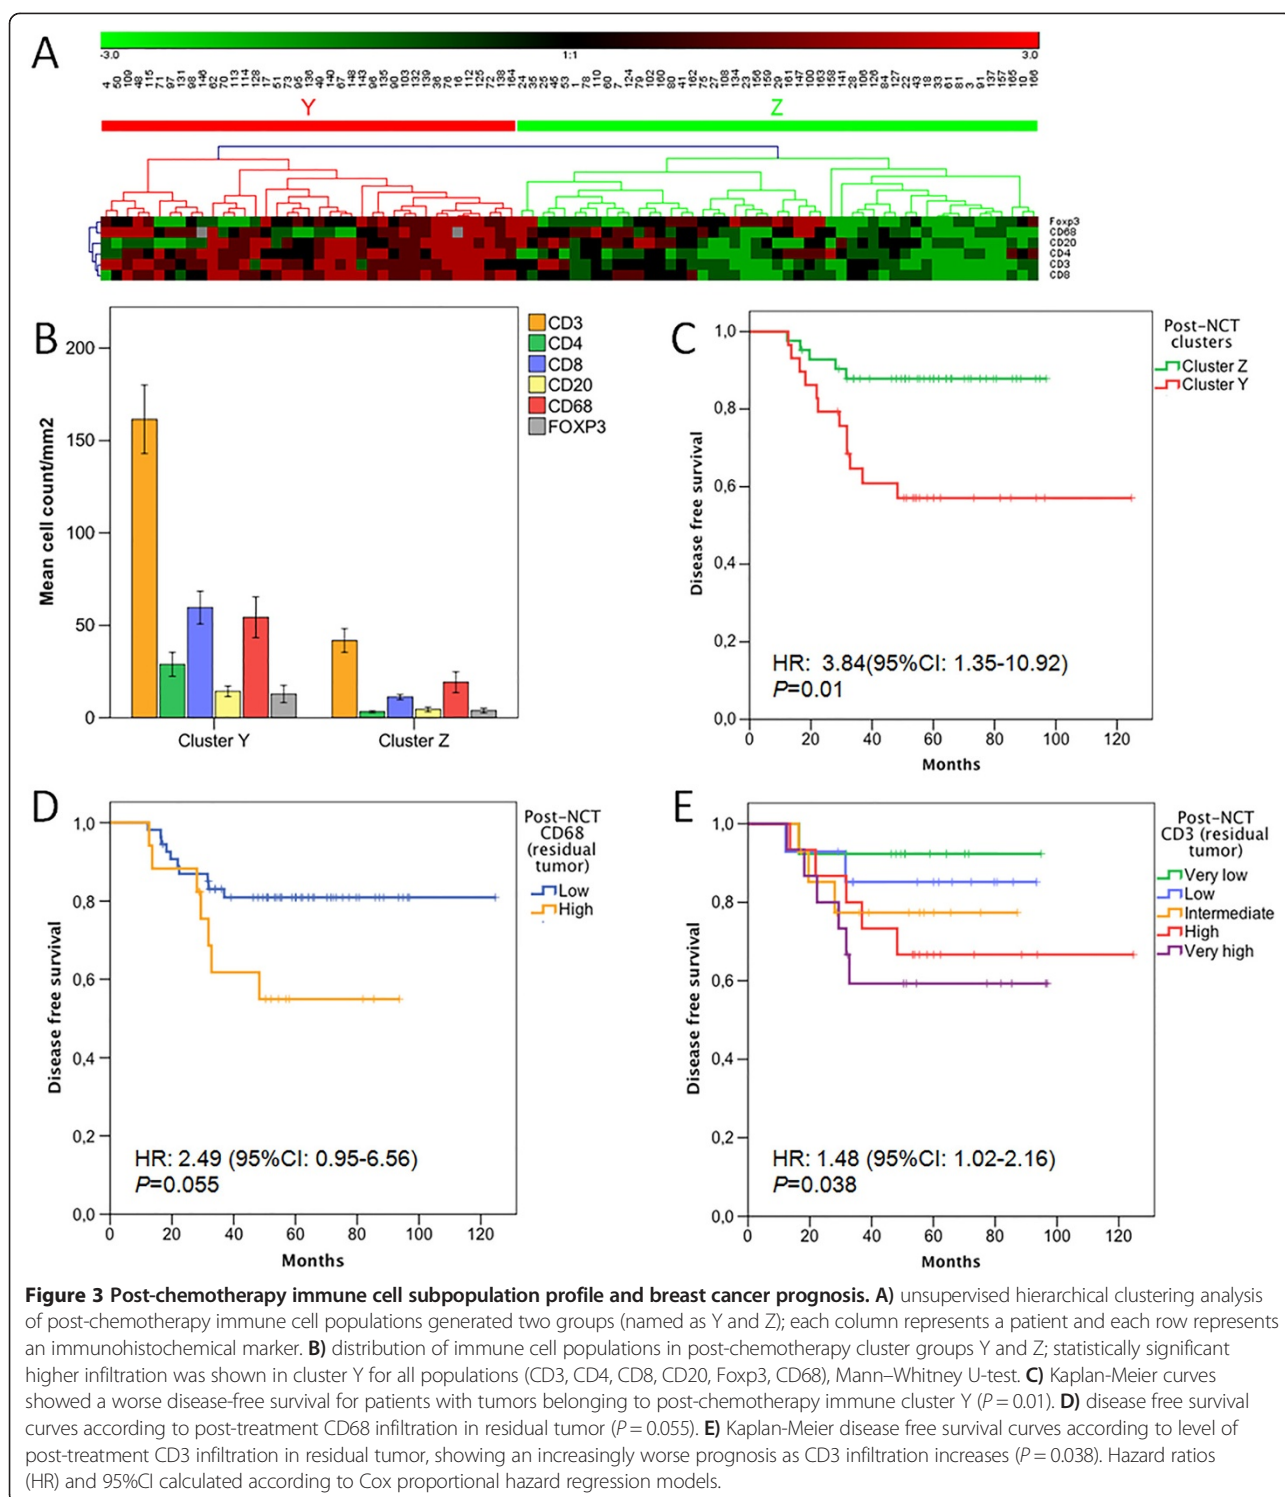 A
-3.0 1:1 3.0
Y Z
Foxp3
CD68
CD20
CD4
CD3
CD8
B
CD3
CD4
CD8
CD20
CD68
FOXP3
200
150
100
50
0
Mean cell count/mm2
Cluster Y Cluster Z
C
Post-NCT
clusters
Cluster Z
Cluster Y
1,0
0,8
0,6
0,4
0,2
0,0
Disease free survival
HR: 3.84(95%CI: 1.35-10.92)
P=0.01
0 20 40 60 80 100 120
Months
D
Post-NCT
CD68
(residual
tumor)
Low
High
1,0
0,8
0,6
0,4
0,2
0,0
Disease free survival
HR: 2.49 (95%CI: 0.95-6.56)
P=0.055
0 20 40 60 80 100 120
Months
E
Post-NCT
CD3 (residual
tumor)
Very low
Low
Intermediate
High
Very high
1,0
0,8
0,6
0,4
0,2
0,0
Disease free survival
HR: 1.48 (95%CI: 1.02-2.16)
P=0.038
0 20 40 60 80 100 120
Months
Figure 3 Post-chemotherapy immune cell subpopulation profile and breast cancer prognosis. A) unsupervised hierarchical clustering analysis
of post-chemotherapy immune cell populations generated two groups (named as Y and Z); each column represents a patient and each row represents
an immunohistochemical marker. B) distribution of immune cell populations in post-chemotherapy cluster groups Y and Z; statistically significant
higher infiltration was shown in cluster Y for all populations (CD3, CD4, CD8, CD20, Foxp3, CD68), Mann–Whitney U-test. C) Kaplan-Meier curves
showed a worse disease-free survival for patients with tumors belonging to post-chemotherapy immune cluster Y (P = 0.01). D) disease free survival
curves according to post-treatment CD68 infiltration in residual tumor (P = 0.055). E) Kaplan-Meier disease free survival curves according to level of
post-treatment CD3 infiltration in residual tumor, showing an increasingly worse prognosis as CD3 infiltration increases (P = 0.038). Hazard ratios
(HR) and 95%CI calculated according to Cox proportional hazard regression models.